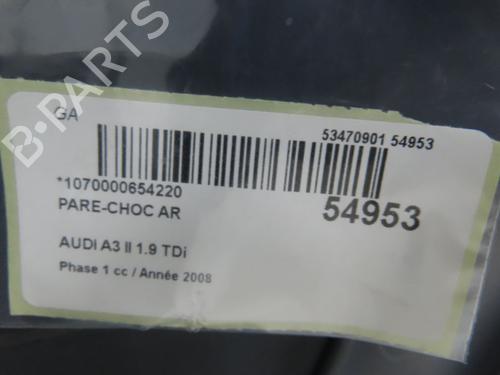 B-PARTS
GA
53470901 54953
*1070000654220
54953
PARE-CHOC AR
AUDI A3 II 1.9 TDi
Phase 1 cc / Année 2008